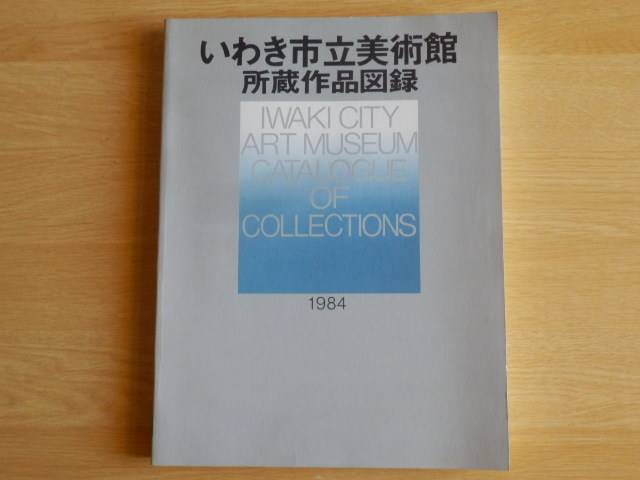 いわき市立美術館
所蔵作品図録
IWAKI CITY
ART MUSEUM
CATALOGUE
OF
COLLECTIONS
1984